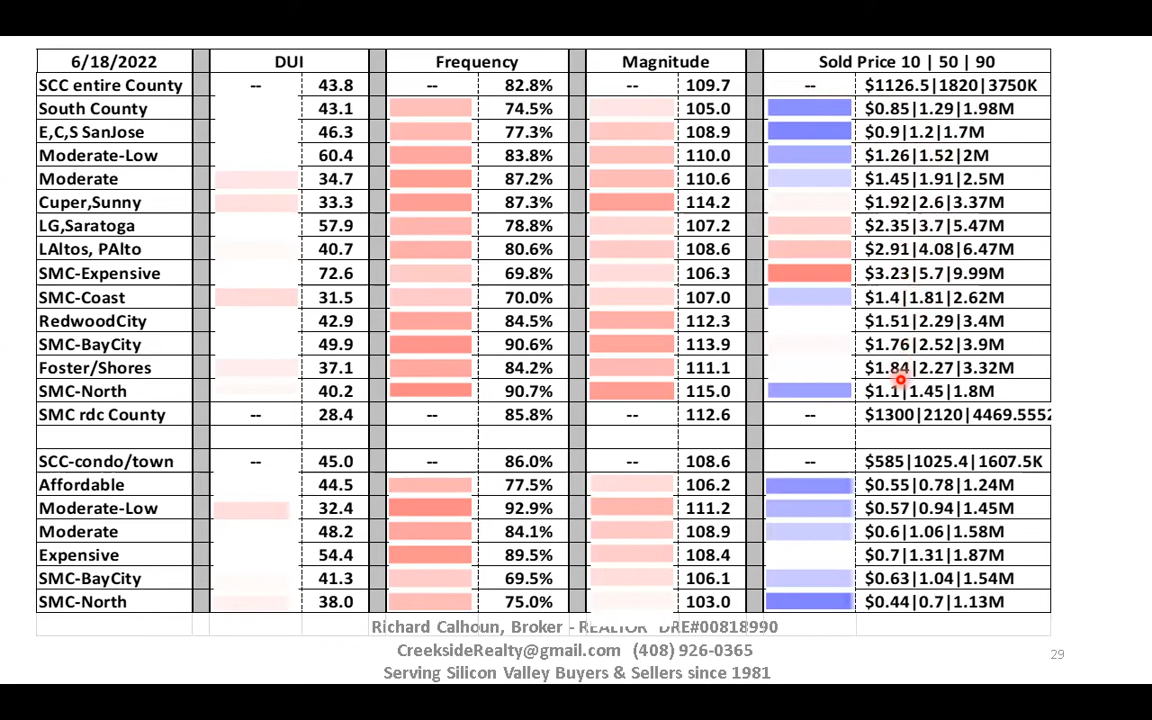 6/18/2022 DUI Frequency Magnitude Sold Price 10 | 50 | 90
SCC entire County -- 43.8 -- 82.8% -- 109.7 -- $1126.5|1820|3750K
South County 43.1 74.5% 105.0 $0.85|1.29|1.98M
E,C,S SanJose 46.3 77.3% 108.9 $0.9|1.2|1.7M
Moderate-Low 60.4 83.8% 110.0 $1.26|1.52|2M
Moderate 34.7 87.2% 110.6 $1.45|1.91|2.5M
Cuper,Sunny 33.3 87.3% 114.2 $1.92|2.6|3.37M
LG,Saratoga 57.9 78.8% 107.2 $2.35|3.7|5.47M
LAltos, PAlto 40.7 80.6% 108.6 $2.91|4.08|6.47M
SMC-Expensive 72.6 69.8% 106.3 $3.23|5.7|9.99M
SMC-Coast 31.5 70.0% 107.0 $1.4|1.81|2.62M
RedwoodCity 42.9 84.5% 112.3 $1.51|2.29|3.4M
SMC-BayCity 49.9 90.6% 113.9 $1.76|2.52|3.9M
Foster/Shores 37.1 84.2% 111.1 $1.84|2.27|3.32M
SMC-North 40.2 90.7% 115.0 $1.1|1.45|1.8M
SMC rdc County -- 28.4 -- 85.8% -- 112.6 -- $1300|2120|4469.5552
SCC-condo/town -- 45.0 -- 86.0% -- 108.6 -- $585|1025.4|1607.5K
Affordable 44.5 77.5% 106.2 $0.55|0.78|1.24M
Moderate-Low 32.4 92.9% 111.2 $0.57|0.94|1.45M
Moderate 48.2 84.1% 108.9 $0.6|1.06|1.58M
Expensive 54.4 89.5% 108.4 $0.7|1.31|1.87M
SMC-BayCity 41.3 69.5% 106.1 $0.63|1.04|1.54M
SMC-North 38.0 75.0% 103.0 $0.44|0.7|1.13M
Richard Calhoun, Broker - REALTOR DRE#00818990
CreeksideRealty@gmail.com (408) 926-0365
29
Serving Silicon Valley Buyers & Sellers since 1981